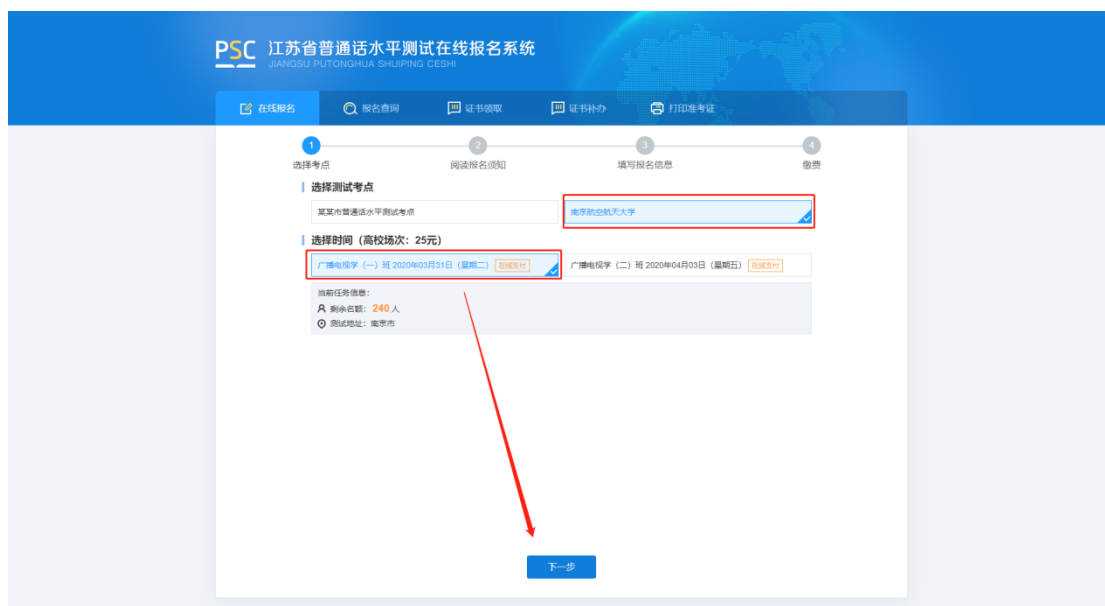 PSC 江苏省普通话水平测试在线报名系统
JIANGSU PUTONGHUA SHUIPING CESHI
在线报名 报名查询 证书领取 证书补办 打印准考证
1 2 3 4
选择考点 阅读报名须知 填写报名信息 缴费
选择测试考点
某某市普通话水平测试考点 南京航空航天大学
选择时间（高校场次：25元）
广播电视学（一）班 2020年03月31日（星期二） 在线支付 广播电视学（二）班 2020年04月03日（星期五） 在线支付
当前任务信息：
剩余名额：240 人
测试地址：南京市
下一步